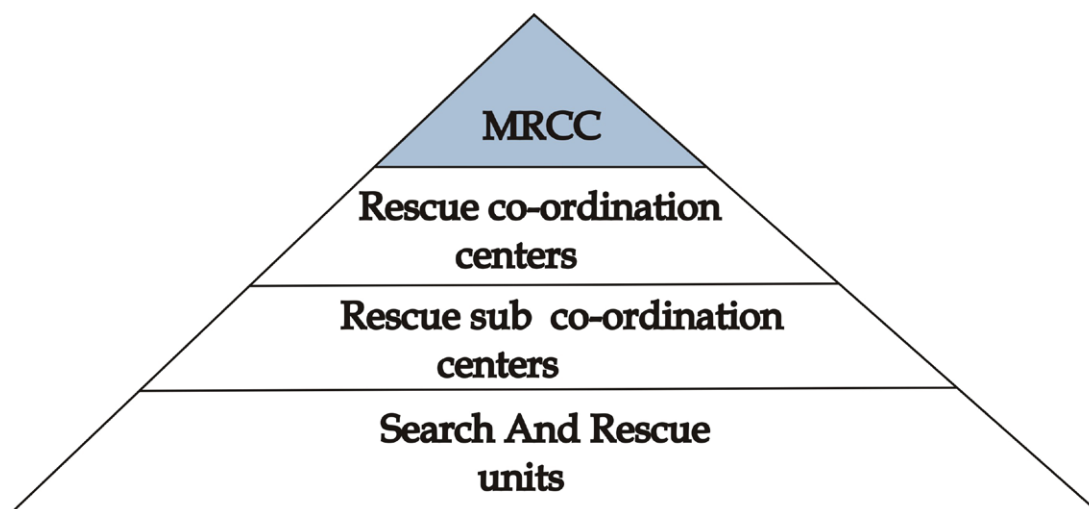 MRCC
Rescue co-ordination
centers
Rescue sub co-ordination
centers
Search And Rescue
units